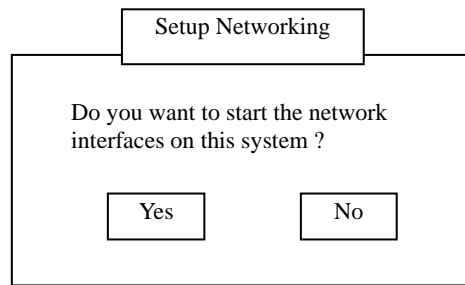 Setup Networking
Do you want to start the network
interfaces on this system ?
Yes No